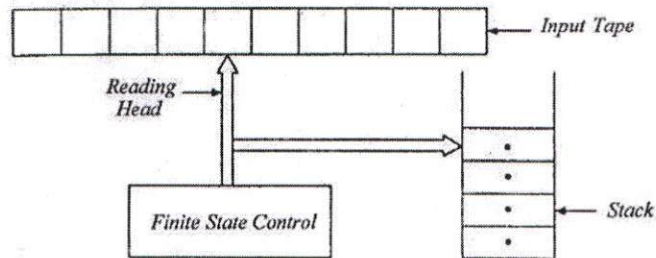 Input Tape
Reading
Head
Finite State Control
Stack